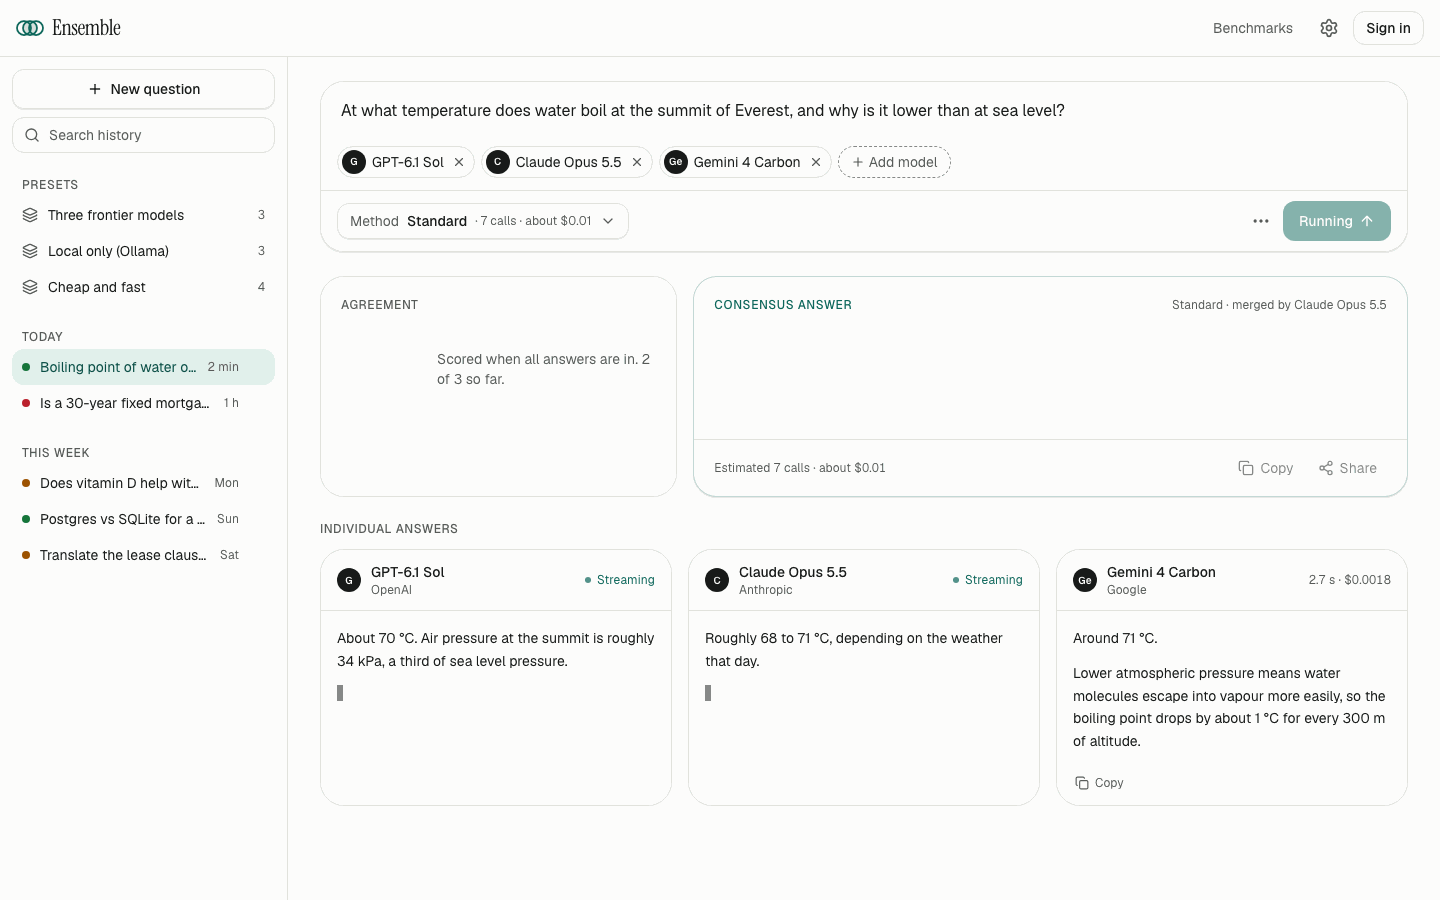 Ensemble
Benchmarks
Sign in
New question
Search history
PRESETS
Three frontier models 3
Local only (Ollama) 3
Cheap and fast 4
TODAY
Boiling point of water o... 2 min
Is a 30-year fixed mortga... 1 h
THIS WEEK
Does vitamin D help wit... Mon
Postgres vs SQLite for a ... Sun
Translate the lease claus... Sat
At what temperature does water boil at the summit of Everest, and why is it lower than at sea level?
G GPT-6.1 Sol
C Claude Opus 5.5
Ge Gemini 4 Carbon
Add model
Method Standard · 7 calls · about $0.01
Running
AGREEMENT
Scored when all answers are in. 2
of 3 so far.
CONSENSUS ANSWER
Standard · merged by Claude Opus 5.5
Estimated 7 calls · about $0.01
Copy
Share
INDIVIDUAL ANSWERS
G GPT-6.1 Sol
OpenAI
Streaming
About 70 °C. Air pressure at the summit is roughly
34 kPa, a third of sea level pressure.
C Claude Opus 5.5
Anthropic
Streaming
Roughly 68 to 71 °C, depending on the weather
that day.
Ge Gemini 4 Carbon
Google
2.7 s · $0.0018
Around 71 °C.
Lower atmospheric pressure means water
molecules escape into vapour more easily, so the
boiling point drops by about 1 °C for every 300 m
of altitude.
Copy